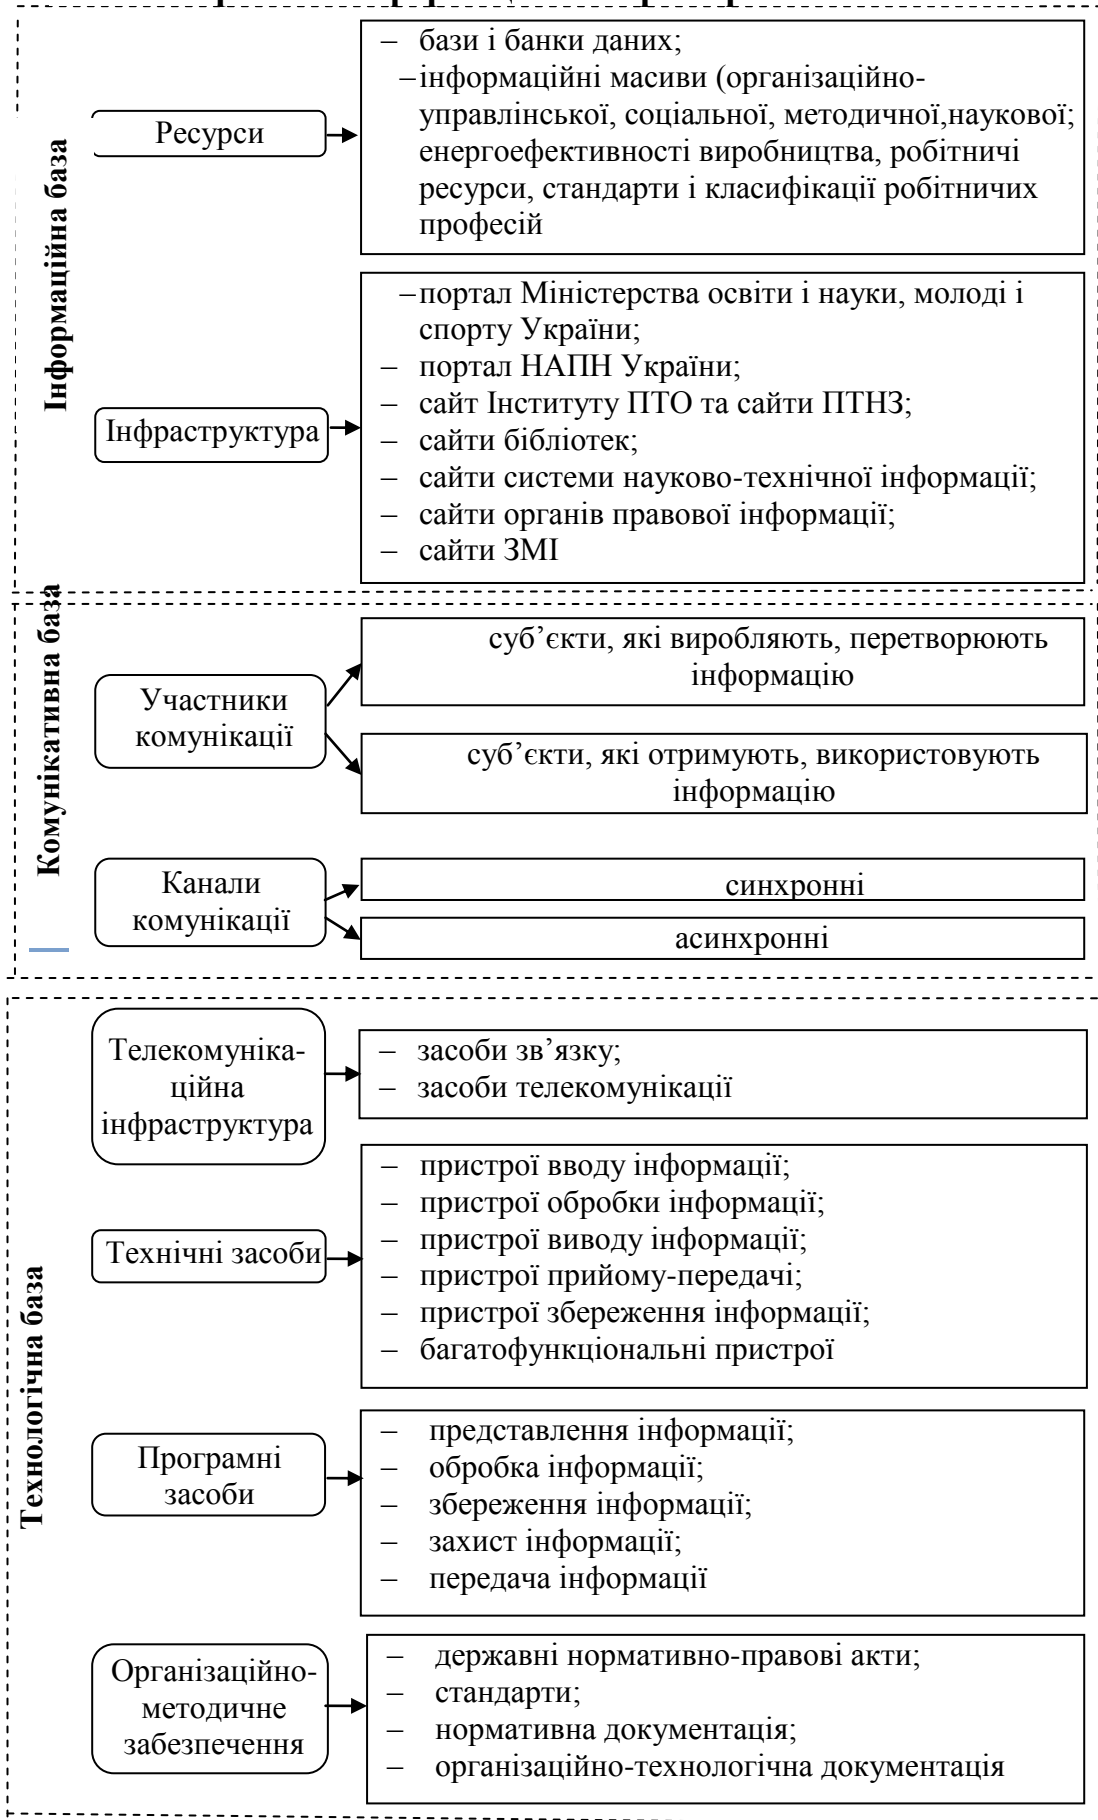 Інформаційна база
Ресурси
– бази і банки даних;
–інформаційні масиви (організаційно-
управлінської, соціальної, методичної,наукової;
енергоефективності виробництва, робітничі
ресурси, стандарти і класифікації робітничих
професій
Інфраструктура
–портал Міністерства освіти і науки, молоді і
спорту України;
– портал НАПН України;
– сайт Інституту ПТО та сайти ПТНЗ;
– сайти бібліотек;
– сайти системи науково-технічної інформації;
– сайти органів правової інформації;
– сайти ЗМІ
Комунікативна база
Участники
комунікації
суб’єкти, які виробляють, перетворюють
інформацію
суб’єкти, які отримують, використовують
інформацію
Канали
комунікації
синхронні
асинхронні
Технологічна база
Телекомуніка-
ційна
інфраструктура
– засоби зв’язку;
– засоби телекомунікації
Технічні засоби
– пристрої вводу інформації;
– пристрої обробки інформації;
– пристрої виводу інформації;
– пристрої прийому-передачі;
– пристрої збереження інформації;
– багатофункціональні пристрої
Програмні
засоби
– представлення інформації;
– обробка інформації;
– збереження інформації;
– захист інформації;
– передача інформації
Організаційно-
методичне
забезпечення
– державні нормативно-правові акти;
– стандарти;
– нормативна документація;
– організаційно-технологічна документація